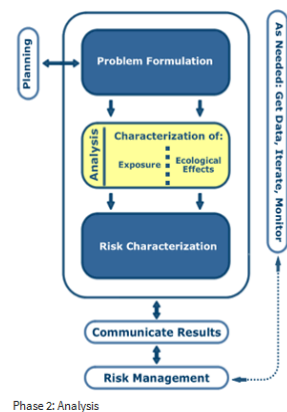 Planning
Problem Formulation
Analysis
Characterization of:
Exposure
Ecological
Effects
Risk Characterization
As Needed: Get Data, Iterate, Monitor
Communicate Results
Risk Management
Phase 2: Analysis